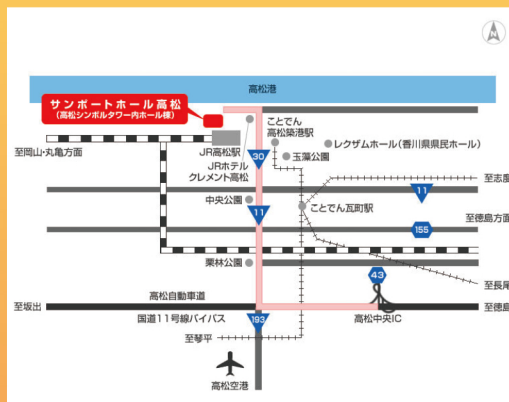 N
高松港
サンポートホール高松
(高松シンボルタワー内ホール棟)
ことでん
高松築港駅
レクザムホール(香川県県民ホール)
至岡山・丸亀方面
JR高松駅
30
玉藻公園
JRホテル
クレメント高松
至志度
11
中央公園
11
ことでん瓦町駅
至徳島方面
155
栗林公園
43
至長尾
高松自動車道
至坂出
至徳島
国道11号線バイパス
193
高松中央IC
至琴平
高松空港